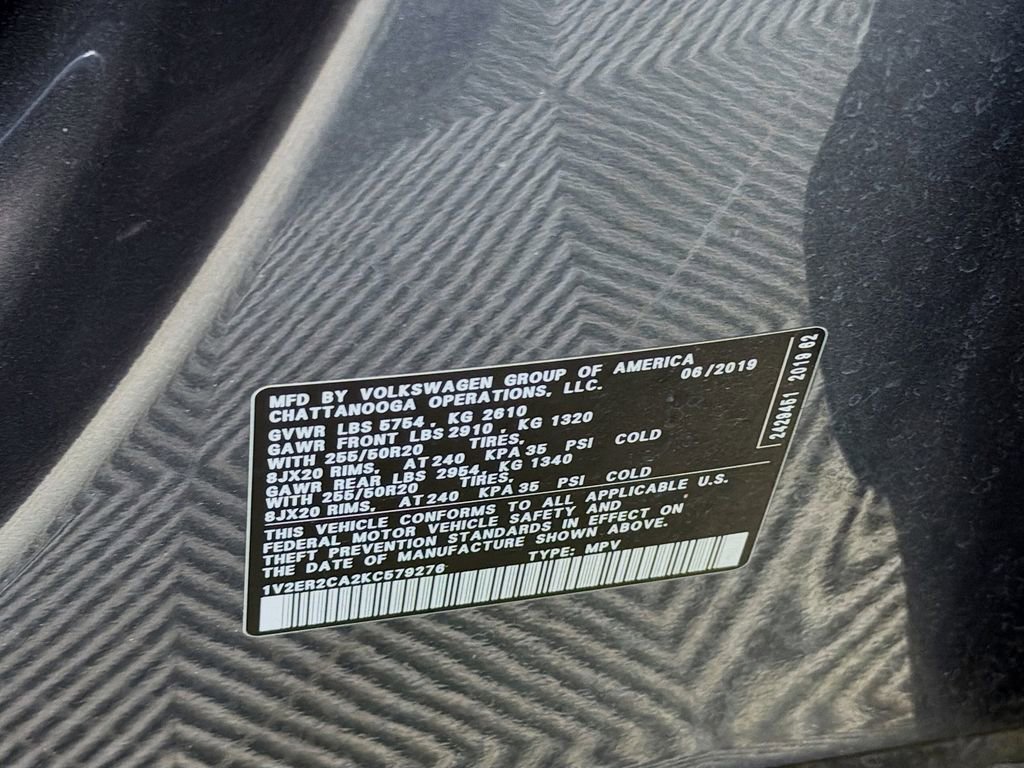 MFD BY VOLKSWAGEN GROUP OF AMERICA
CHATTANOOGA OPERATIONS, LLC. 06/2019
GVWR LBS 5754, KG 2610
GAWR FRONT LBS 2910, KG 1320
WITH 255/50R20 TIRES,
8JX20 RIMS, AT 240 KPA 35 PSI COLD
GAWR REAR LBS 2954, KG 1340
WITH 255/50R20 TIRES,
8JX20 RIMS, AT 240 KPA 35 PSI COLD
THIS VEHICLE CONFORMS TO ALL APPLICABLE U.S.
FEDERAL MOTOR VEHICLE SAFETY AND
THEFT PREVENTION STANDARDS IN EFFECT ON
THE DATE OF MANUFACTURE SHOWN ABOVE.
1V2ER2CA2KC579276 TYPE: MPV
2429461 2019 62